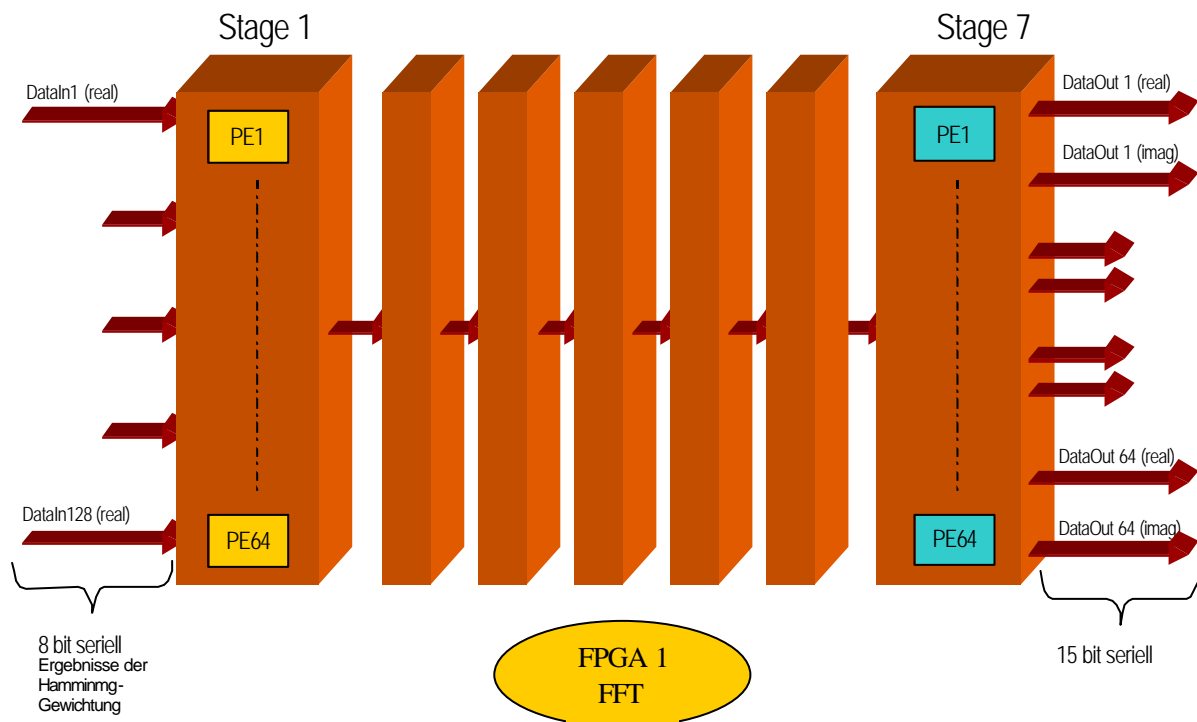 Stage 1
Stage 7
DataIn1 (real)
DataOut 1 (real)
PE1
PE1
DataOut 1 (imag)
DataOut 64 (real)
DataIn128 (real)
PE64
PE64
DataOut 64 (imag)
8 bit seriell
Ergebnisse der
Hamminmg-
Gewichtung
FPGA 1
FFT
15 bit seriell